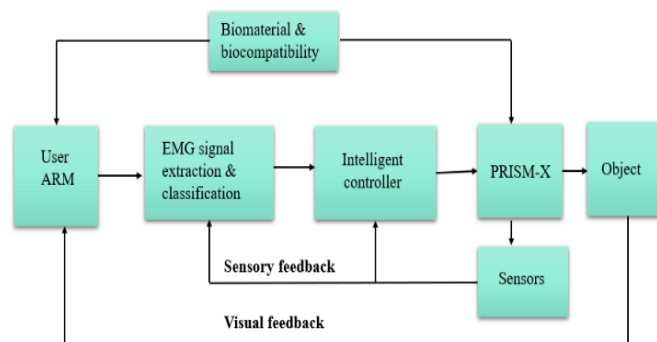 Biomaterial &
biocompatibility
User
ARM
EMG signal
extraction &
classification
Intelligent
controller
PRISM-X
Object
Sensory feedback
Sensors
Visual feedback